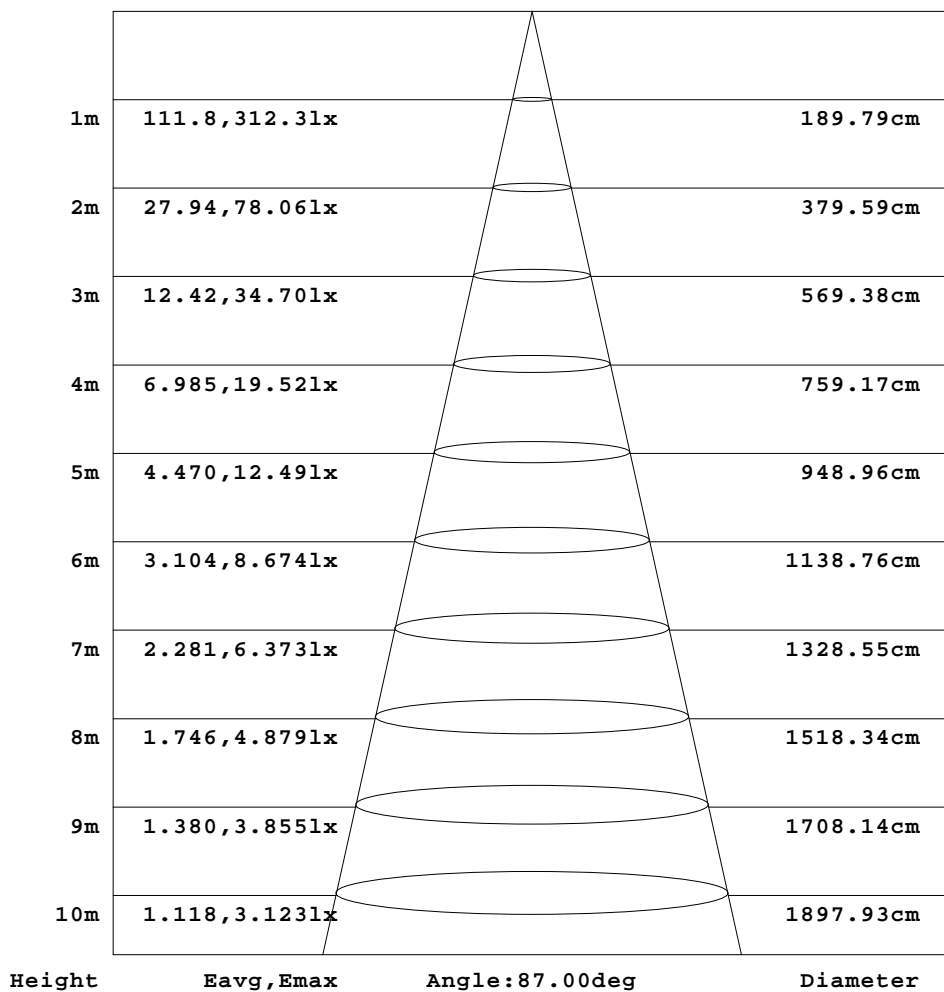 1m 111.8,312.3lx 189.79cm
2m 27.94,78.06lx 379.59cm
3m 12.42,34.70lx 569.38cm
4m 6.985,19.52lx 759.17cm
5m 4.470,12.49lx 948.96cm
6m 3.104,8.674lx 1138.76cm
7m 2.281,6.373lx 1328.55cm
8m 1.746,4.879lx 1518.34cm
9m 1.380,3.855lx 1708.14cm
10m 1.118,3.123lx 1897.93cm
Height Eavg,Emax Angle:87.00deg Diameter